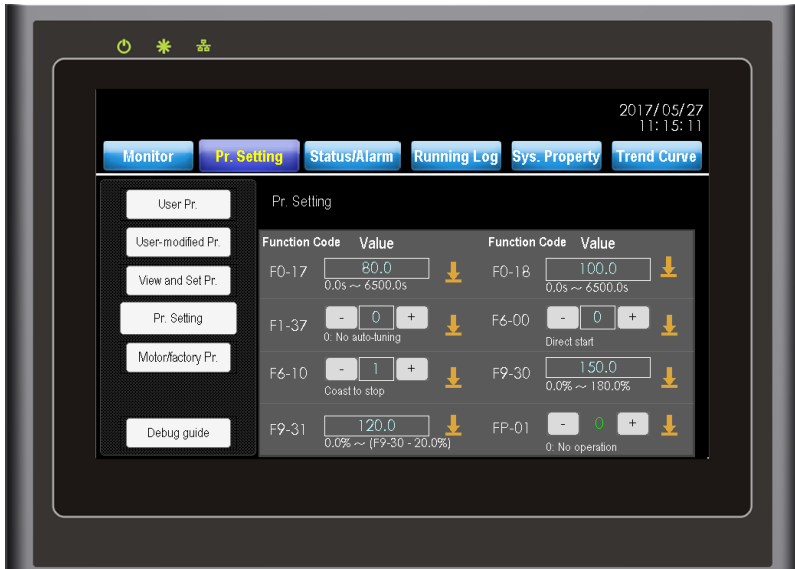 2017/05/27
11:15:11
Monitor
Pr. Setting
Status/Alarm
Running Log
Sys. Property
Trend Curve
User Pr.
User-modified Pr.
View and Set Pr.
Pr. Setting
Motor/factory Pr.
Debug guide
Pr. Setting
Function Code Value Function Code Value
F0-17 80.0
0.0s ~ 6500.0s
F0-18 100.0
0.0s ~ 6500.0s
F1-37 - 0 +
0: No auto-tuning
F6-00 - 0 +
Direct start
F6-10 - 1 +
Coast to stop
F9-30 150.0
0.0% ~ 180.0%
F9-31 120.0
0.0% ~ (F9-30 - 20.0%)
FP-01 - 0 +
0: No operation